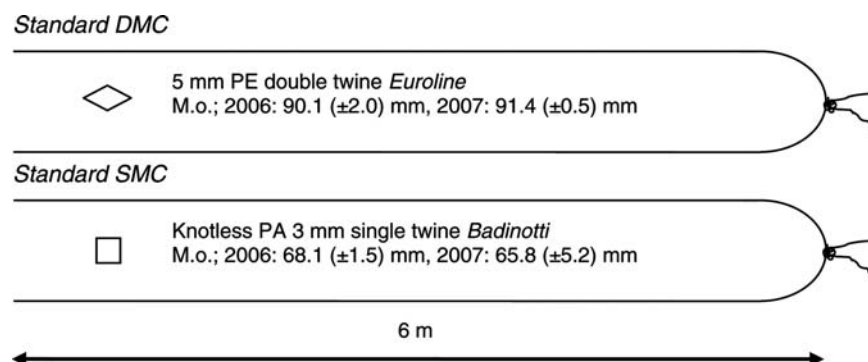 Standard DMC
5 mm PE double twine Euroline
M.o.; 2006: 90.1 (±2.0) mm, 2007: 91.4 (±0.5) mm
Standard SMC
Knotless PA 3 mm single twine Badinotti
M.o.; 2006: 68.1 (±1.5) mm, 2007: 65.8 (±5.2) mm
6 m